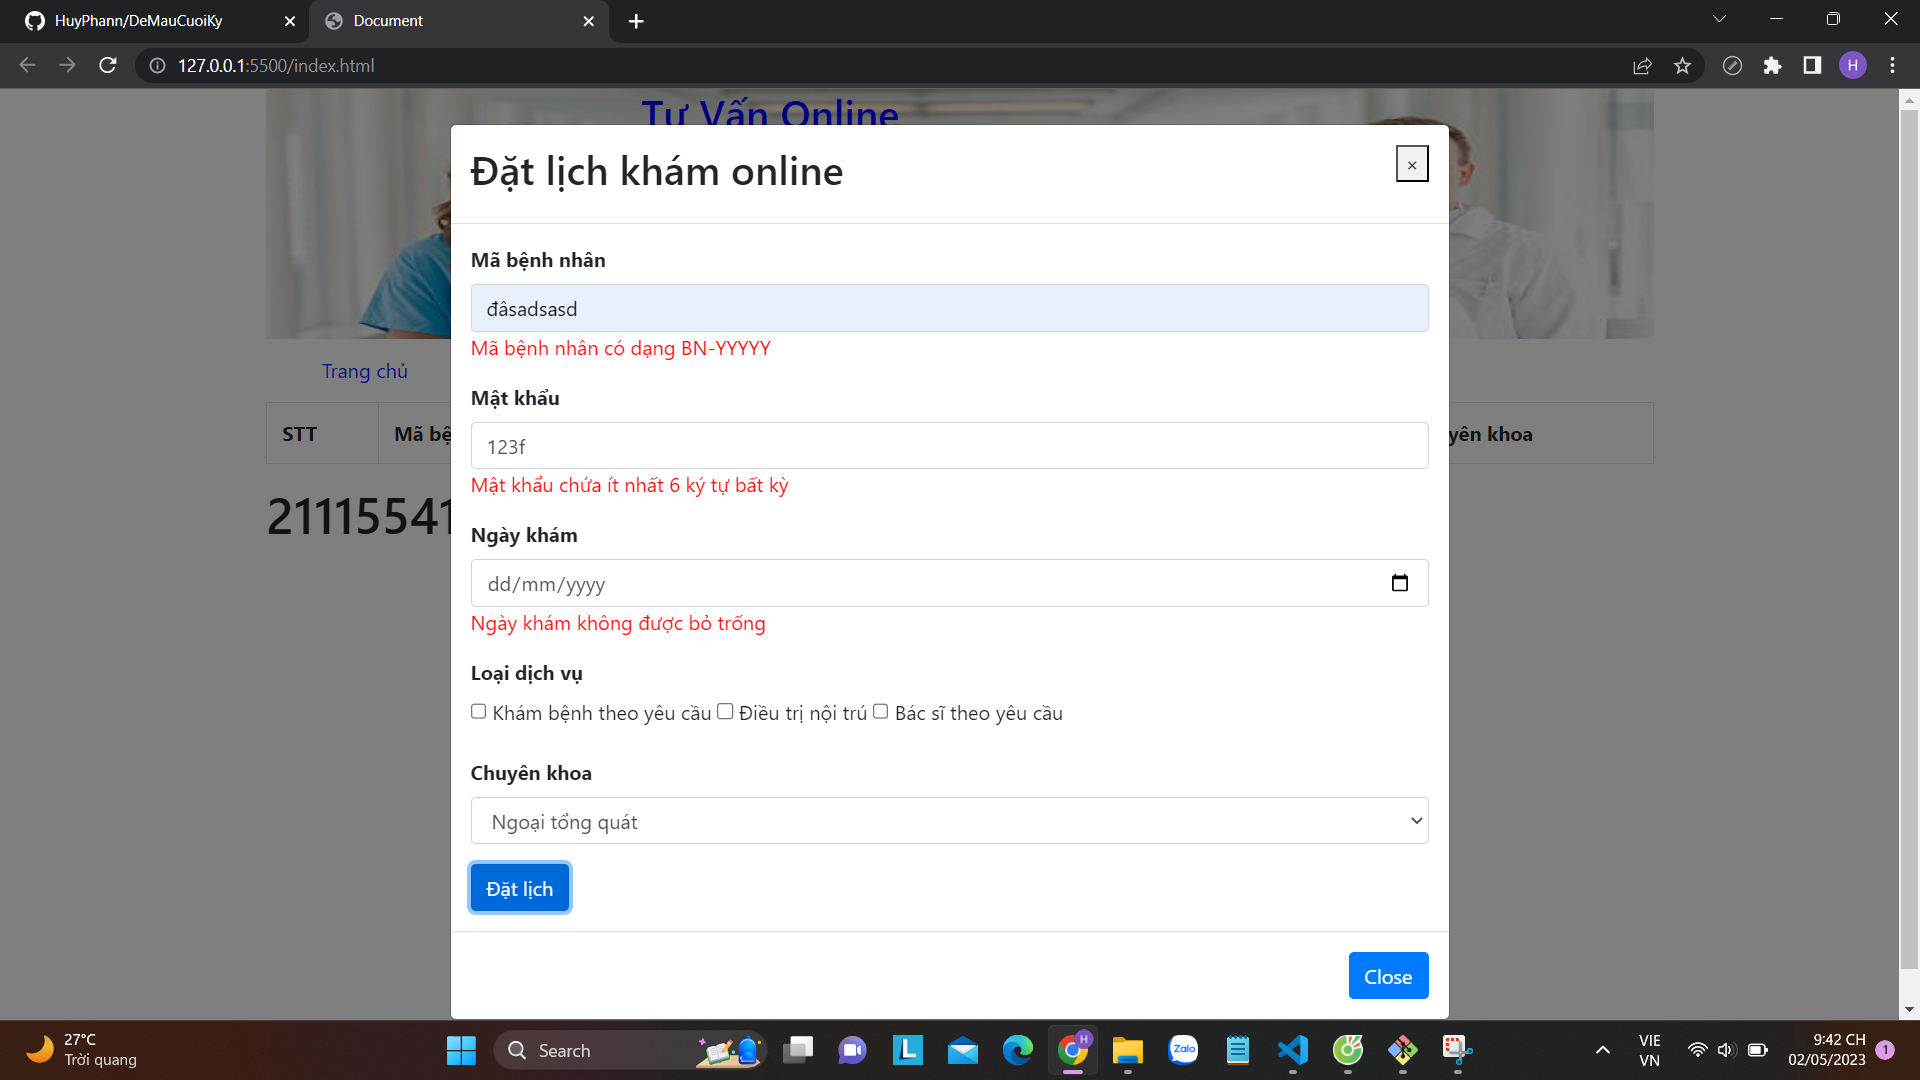 HuyPhann/DeMauCuoiKy
Document
127.0.0.1:5500/index.html
H
Tư Vấn Online
Đặt lịch khám online
×
Mã bệnh nhân
đâsadsasd
Mã bệnh nhân có dạng BN-YYYYY
Trang chủ
Mật khẩu
STT
Mã bệ
yên khoa
123f
Mật khẩu chứa ít nhất 6 ký tự bất kỳ
21115541
Ngày khám
dd/mm/yyyy
Ngày khám không được bỏ trống
Loại dịch vụ
Khám bệnh theo yêu cầu Điều trị nội trú Bác sĩ theo yêu cầu
Chuyên khoa
Ngoại tổng quát
Đặt lịch
Close
27°C
Trời quang
Search
L
H
Zalo
VIE
VN
9:42 CH
02/05/2023
1